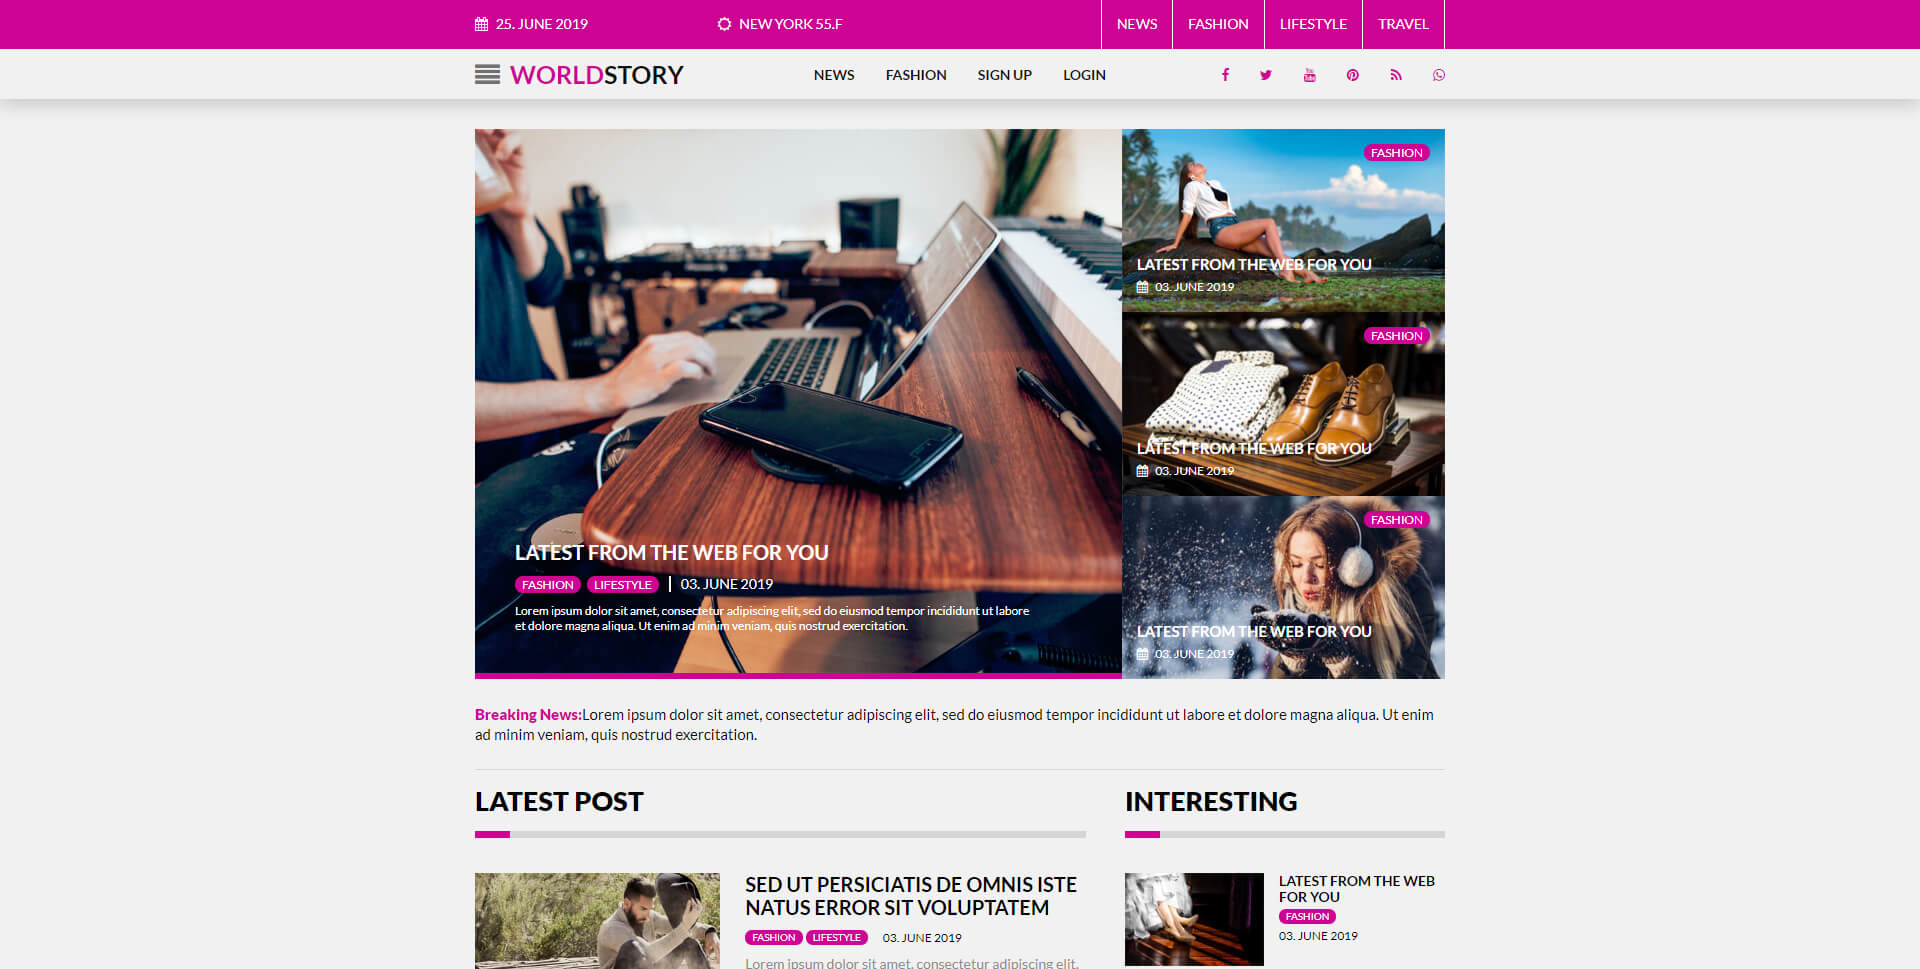 25. JUNE 2019
NEW YORK 55.F
NEWS
FASHION
LIFESTYLE
TRAVEL
WORLDSTORY
NEWS
FASHION
SIGN UP
LOGIN
LATEST FROM THE WEB FOR YOU
FASHION LIFESTYLE | 03. JUNE 2019
Lorem ipsum dolor sit amet, consectetur adipiscing elit, sed do eiusmod tempor incididunt ut labore
et dolore magna aliqua. Ut enim ad minim veniam, quis nostrud exercitation.
FASHION
LATEST FROM THE WEB FOR YOU
03. JUNE 2019
FASHION
LATEST FROM THE WEB FOR YOU
03. JUNE 2019
FASHION
LATEST FROM THE WEB FOR YOU
03. JUNE 2019
Breaking News:Lorem ipsum dolor sit amet, consectetur adipiscing elit, sed do eiusmod tempor incididunt ut labore et dolore magna aliqua. Ut enim
ad minim veniam, quis nostrud exercitation.
LATEST POST
SED UT PERSICIATIS DE OMNIS ISTE
NATUS ERROR SIT VOLUPTATEM
FASHION LIFESTYLE 03. JUNE 2019
Lorem ipsum dolor sit amet, consectetur adipiscing elit,
INTERESTING
LATEST FROM THE WEB
FOR YOU
FASHION
03. JUNE 2019